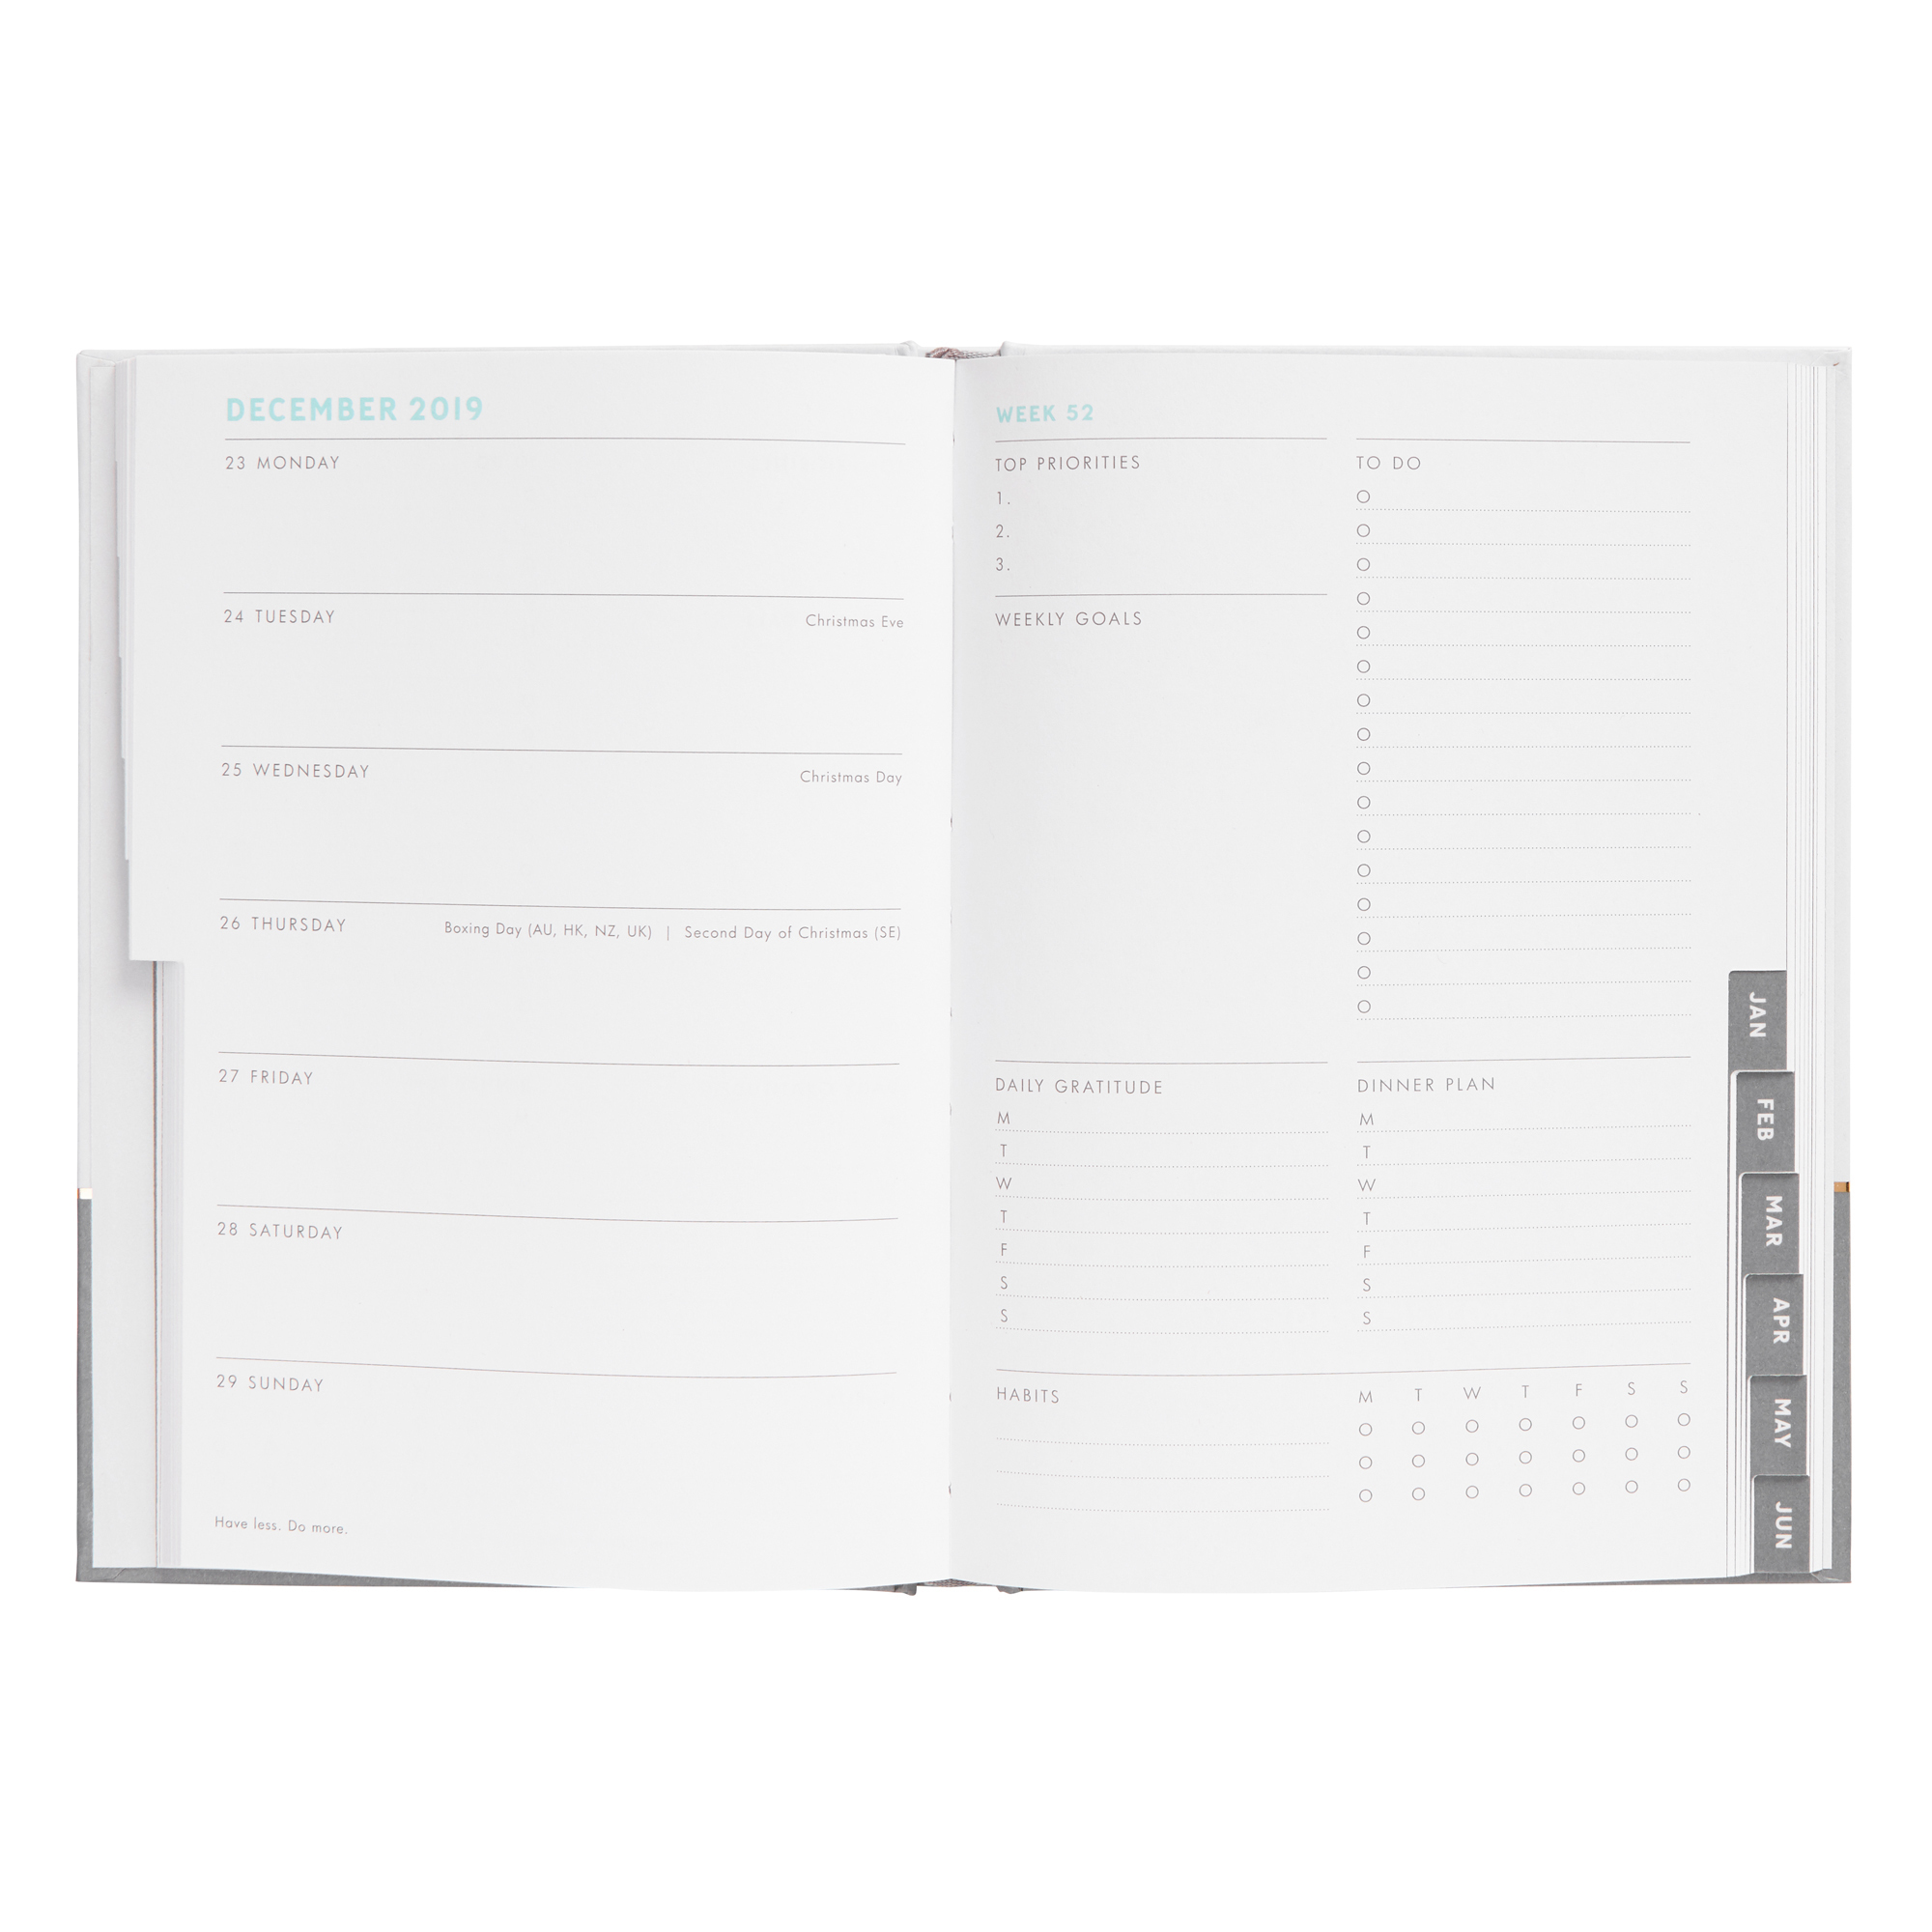 DECEMBER 2019
23 MONDAY
24 TUESDAY Christmas Eve
25 WEDNESDAY Christmas Day
26 THURSDAY Boxing Day (AU, HK, NZ, UK) | Second Day of Christmas (SE)
27 FRIDAY
28 SATURDAY
29 SUNDAY
Have less. Do more.
WEEK 52
TOP PRIORITIES
1.
2.
3.
WEEKLY GOALS
TO DO
DAILY GRATITUDE
M
T
W
T
F
S
S
DINNER PLAN
M
T
W
T
F
S
S
HABITS M T W T F S S
JAN
FEB
MAR
APR
MAY
JUN